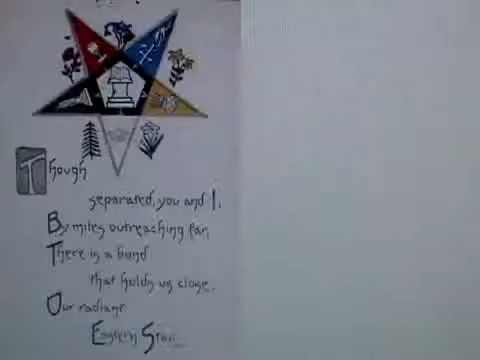 Though
separated, you and I,
By miles outreaching far,
There is a bond
that holds us close,
Our radiant
Eastern Star